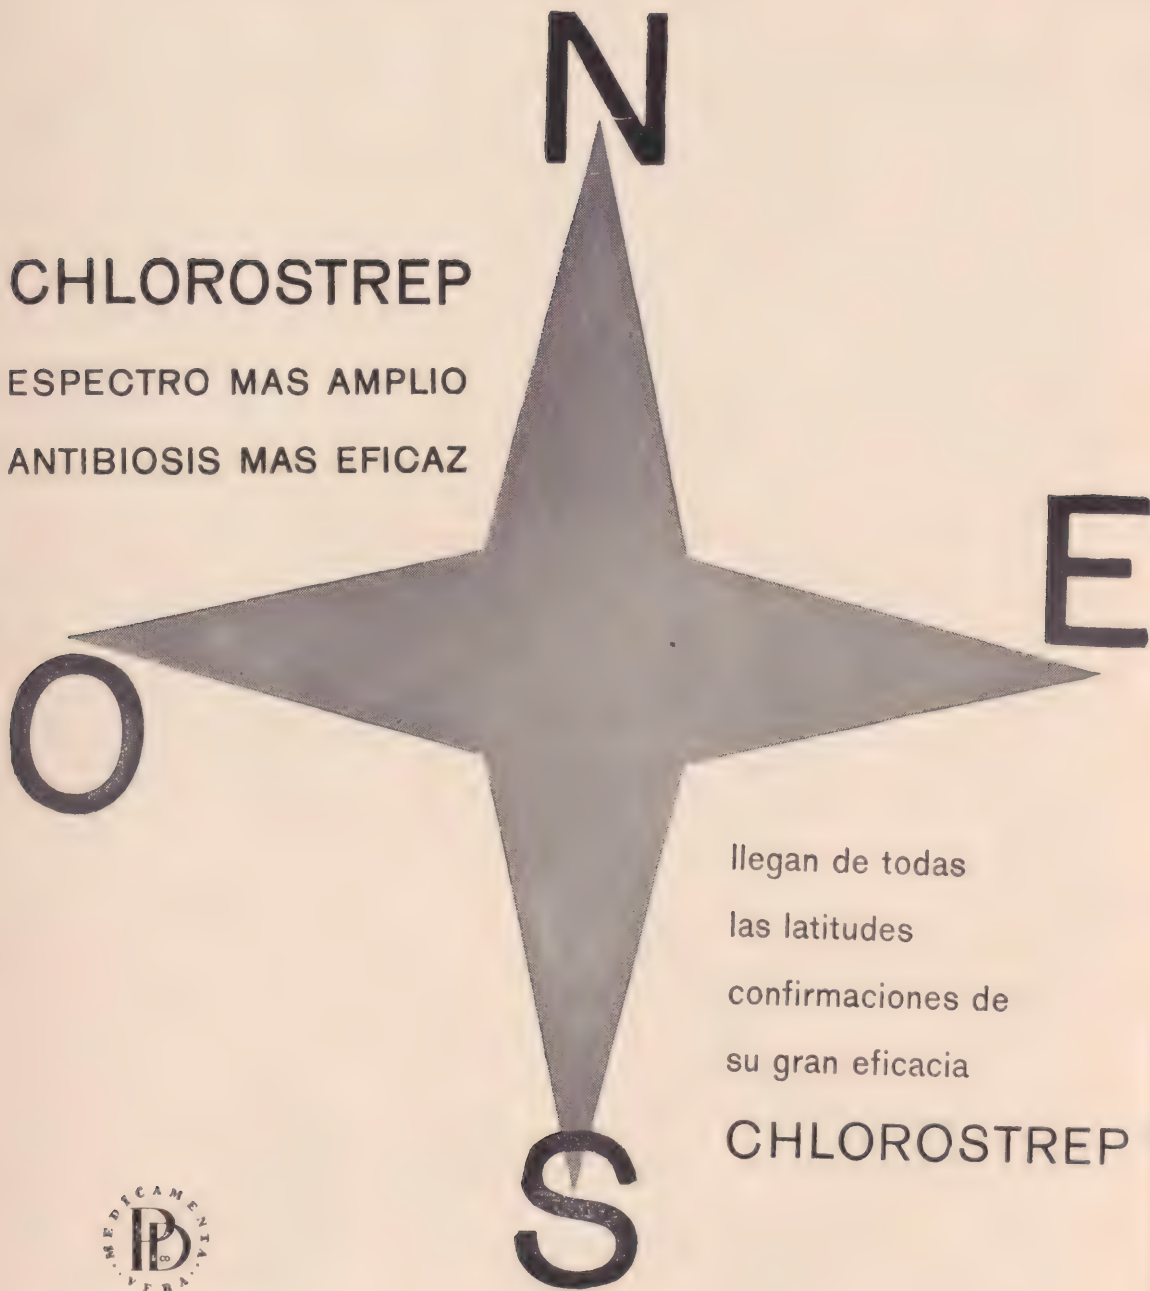 N
CHLOROSTREP
ESPECTRO MAS AMPLIO
ANTIBIOSIS MAS EFICAZ
E
O
llegan de todas
las latitudes
confirmaciones de
su gran eficacia
CHLOROSTREP
S
MEDICAMENTA VERA
PD